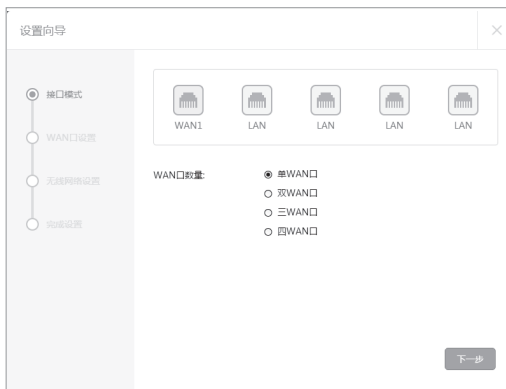 设置向导
接口模式
WAN口设置
无线网络设置
完成设置
WAN1 LAN LAN LAN LAN
WAN口数量: 单WAN口
双WAN口
三WAN口
四WAN口
下一步